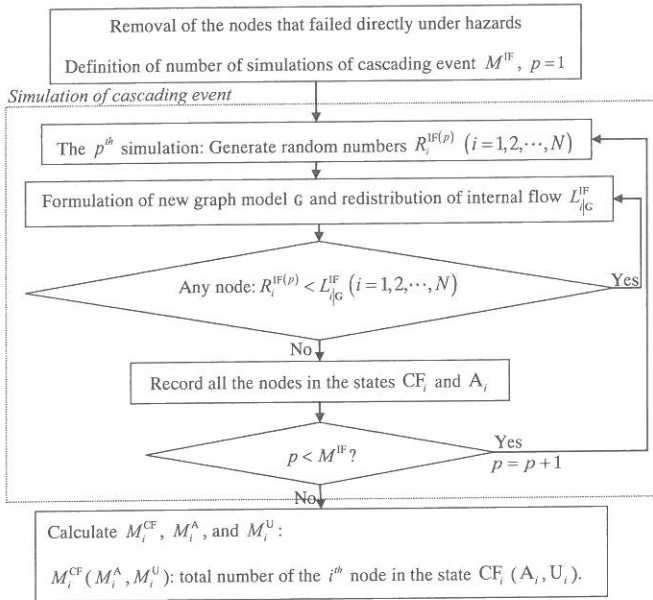 Removal of the nodes that failed directly under hazards
Definition of number of simulations of cascading event M^IF, p = 1
Simulation of cascading event
The p^th simulation: Generate random numbers R_i^IF(p) (i = 1,2,⋯,N)
Formulation of new graph model G and redistribution of internal flow L_i|G^IF
Any node: R_i^IF(p) < L_i|G^IF (i = 1,2,⋯,N)
Yes
No
Record all the nodes in the states CF_i and A_i
p < M^IF?
Yes
p = p + 1
No
Calculate M_i^CF, M_i^A, and M_i^U:
M_i^CF (M_i^A, M_i^U): total number of the i^th node in the state CF_i (A_i, U_i).